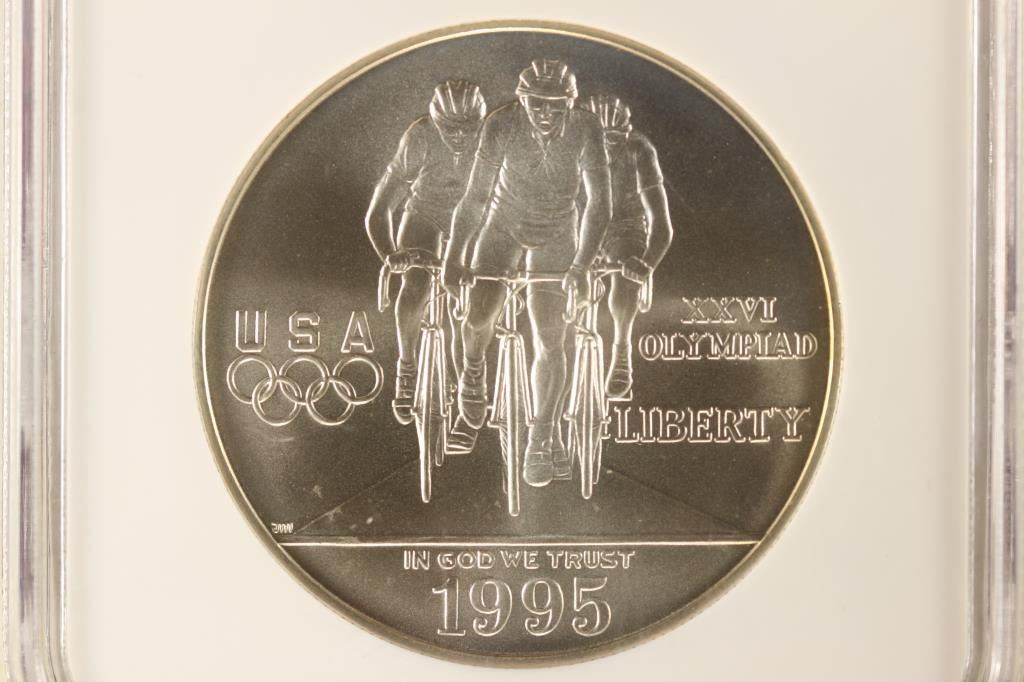 USA
XXVI
OLYMPIAD
LIBERTY
IN GOD WE TRUST
1995